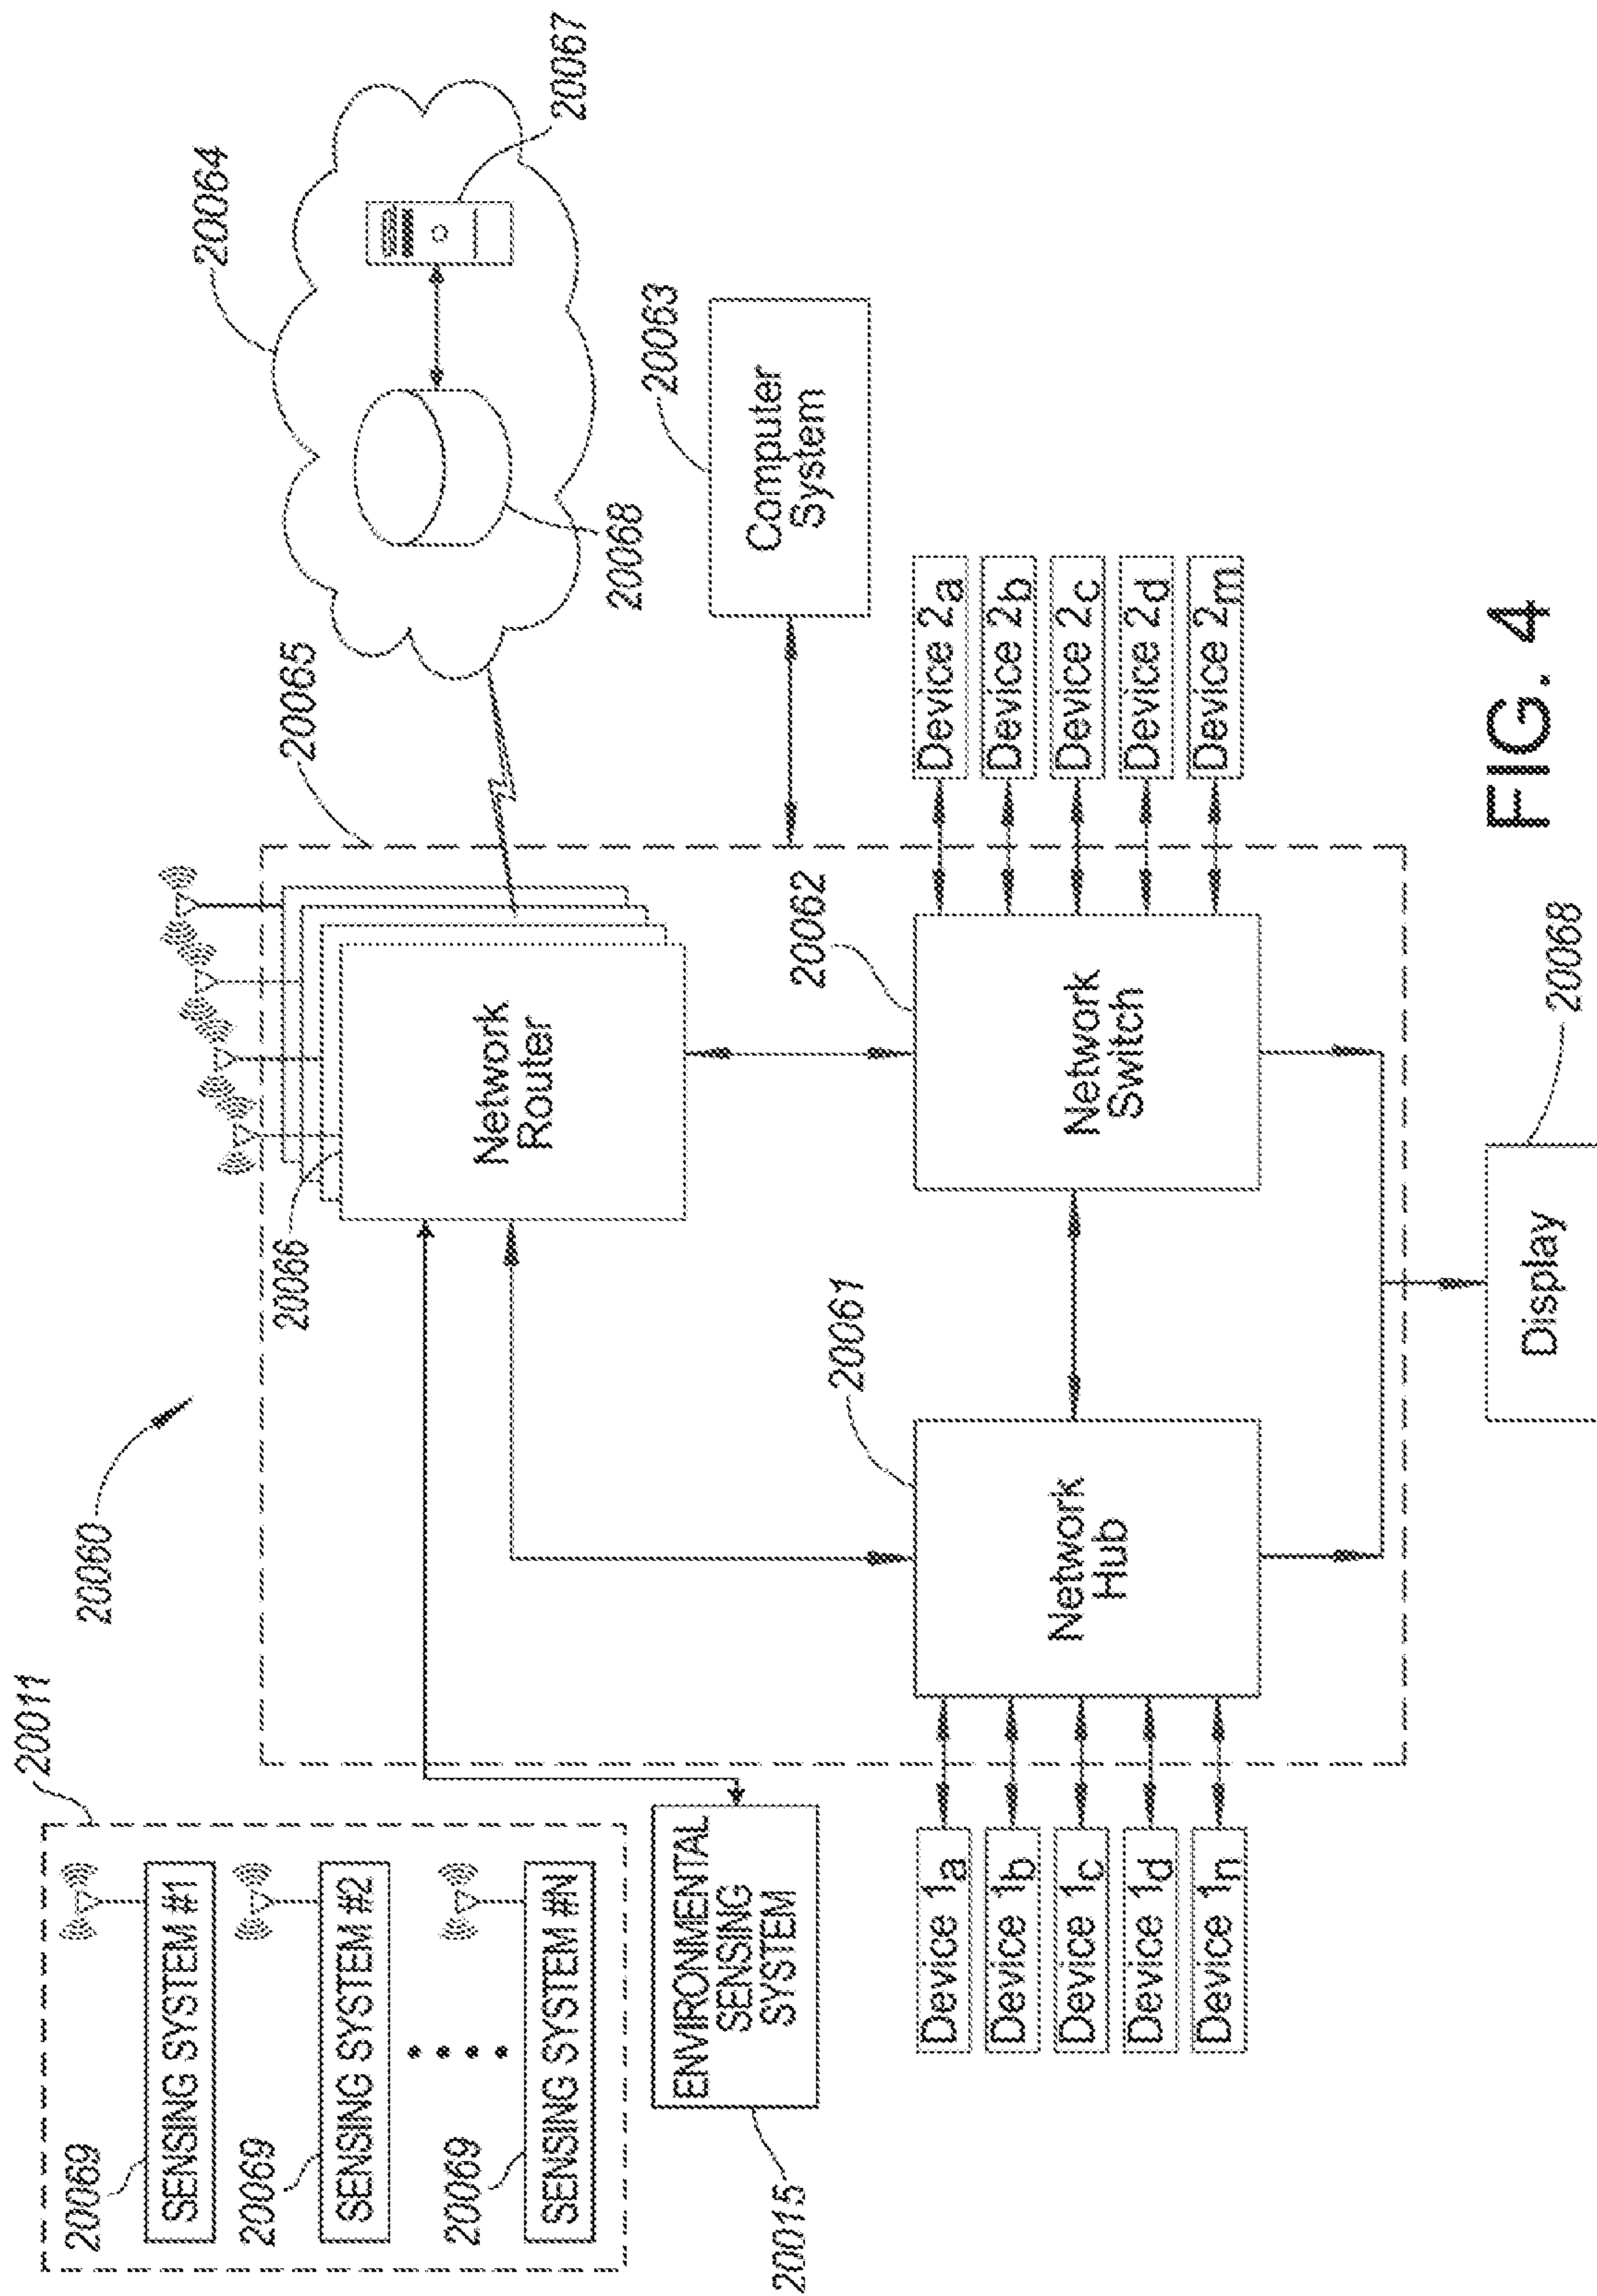 20060
20011
20069
SENSING SYSTEM #1
20069
SENSING SYSTEM #2
20069
SENSING SYSTEM #N
20015
ENVIRONMENTAL
SENSING
SYSTEM
20065
20066
Network
Router
20064
20067
20068
20063
Computer
System
20061
Network
Hub
20062
Network
Switch
Device 1a
Device 1b
Device 1c
Device 1d
Device 1n
Device 2a
Device 2b
Device 2c
Device 2d
Device 2m
Display
20068
FIG. 4